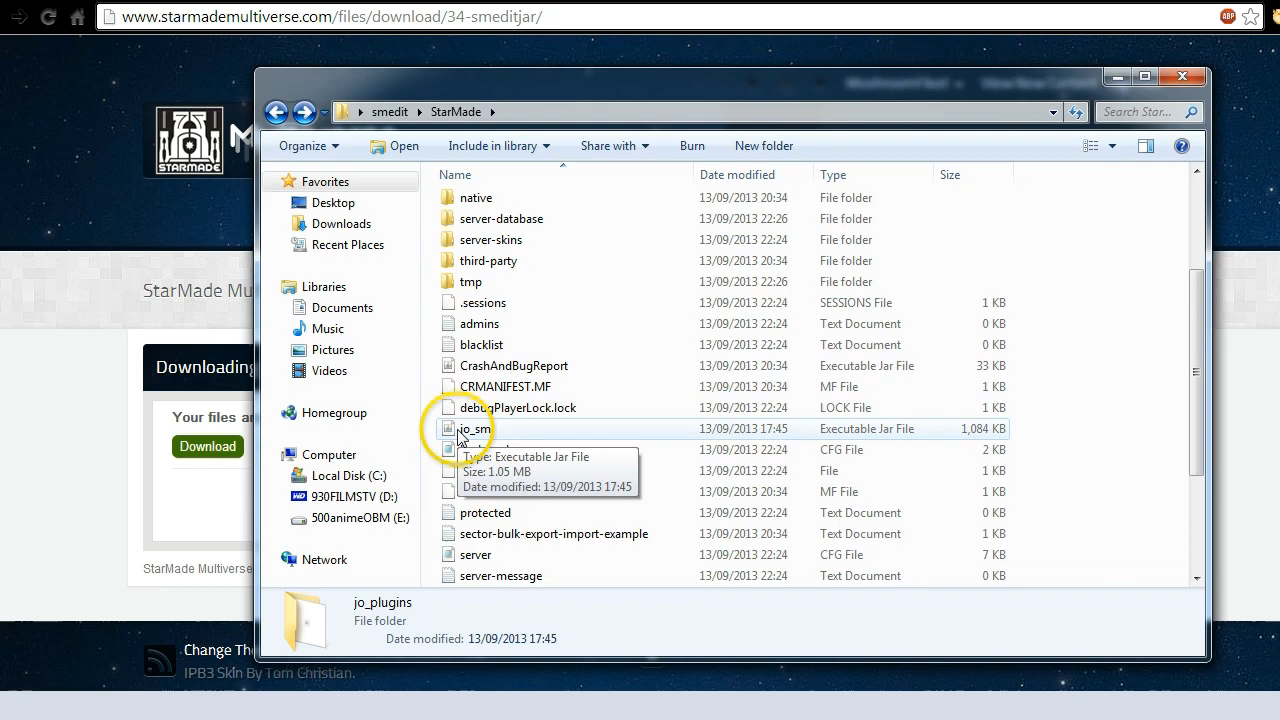 www.starmademultiverse.com/files/download/34-smeditjar/
ABP
STARMADE
M
smedit StarMade
Search Star...
Organize Open Include in library Share with Burn New folder
Name Date modified Type Size
Favorites
Desktop
Downloads
Recent Places
Libraries
Documents
Music
Pictures
Videos
Homegroup
Computer
Local Disk (C:)
930FILMSTV (D:)
500animeOBM (E:)
Network
native 13/09/2013 20:34 File folder
server-database 13/09/2013 22:26 File folder
server-skins 13/09/2013 22:24 File folder
third-party 13/09/2013 20:34 File folder
tmp 13/09/2013 22:26 File folder
.sessions 13/09/2013 22:24 SESSIONS File 1 KB
admins 13/09/2013 22:24 Text Document 0 KB
blacklist 13/09/2013 22:24 Text Document 0 KB
CrashAndBugReport 13/09/2013 20:34 Executable Jar File 33 KB
CRMANIFEST.MF 13/09/2013 20:34 MF File 1 KB
debugPlayerLock.lock 13/09/2013 22:24 LOCK File 1 KB
jo_sm 13/09/2013 17:45 Executable Jar File 1,084 KB
13/09/2013 22:24 CFG File 2 KB
File 1 KB
20:34 MF File 1 KB
Type: Executable Jar File
Size: 1.05 MB
Date modified: 13/09/2013 17:45
protected 13/09/2013 22:24 Text Document 0 KB
sector-bulk-export-import-example 13/09/2013 20:34 Text Document 1 KB
server 13/09/2013 22:24 CFG File 7 KB
server-message 13/09/2013 22:24 Text Document 0 KB
jo_plugins
File folder
Date modified: 13/09/2013 17:45
StarMade Mu
Downloading
Your files ar
Download
StarMade Multiverse
Change Th
IPB3 Skin By Tom Christian.